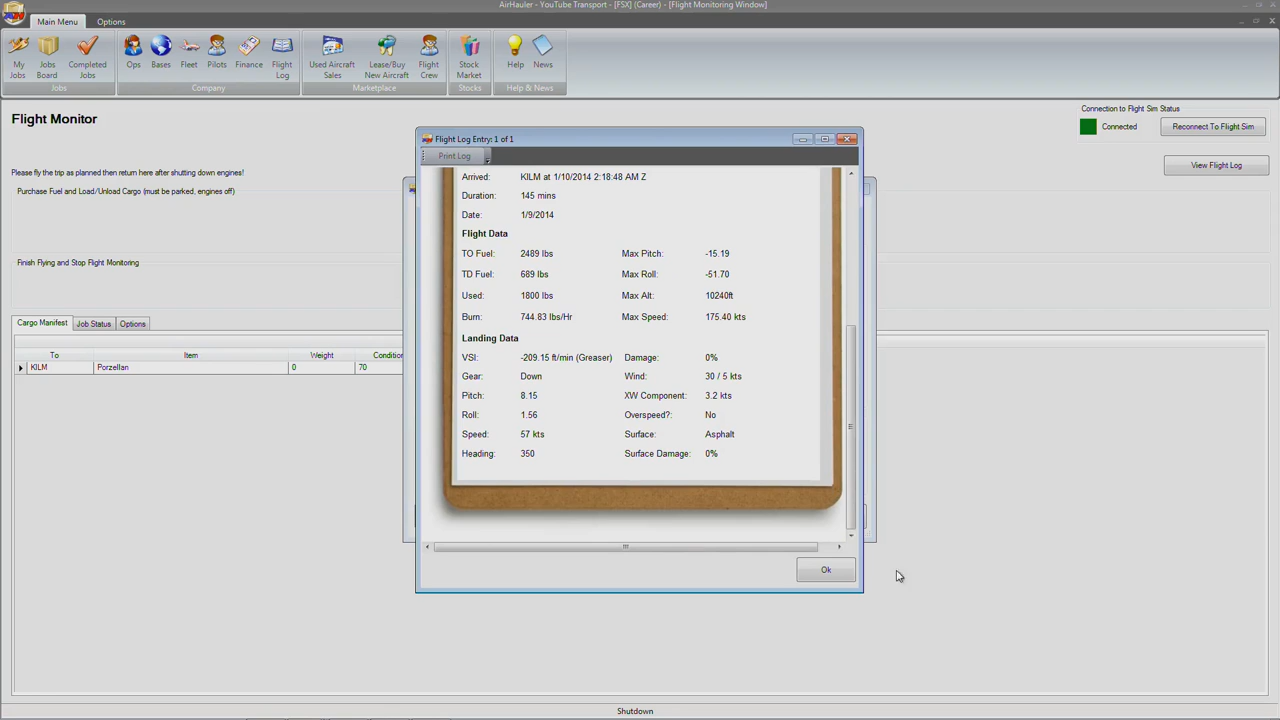 AirHauler - YouTube Transport - [FSX] (Career) - [Flight Monitoring Window]
Main Menu
Options
My Jobs
Jobs Board
Completed Jobs
Ops
Bases
Fleet
Pilots
Finance
Flight Log
Used Aircraft Sales
Lease/Buy New Aircraft
Flight Crew
Stock Market
Help
News
Jobs
Company
Marketplace
Stocks
Help & News
Flight Monitor
Connection to Flight Sim Status
Connected
Reconnect To Flight Sim
View Flight Log
Please fly the trip as planned then return here after shutting down engines!
Purchase Fuel and Load/Unload Cargo (must be parked, engines off)
Finish Flying and Stop Flight Monitoring
Cargo Manifest
Job Status
Options
To Item Weight Condition
KILM Porzellan 0 70
Flight Log Entry: 1 of 1
Print Log
Arrived: KILM at 1/10/2014 2:18:48 AM Z
Duration: 145 mins
Date: 1/9/2014
Flight Data
TO Fuel: 2489 lbs Max Pitch: -15.19
TD Fuel: 689 lbs Max Roll: -51.70
Used: 1800 lbs Max Alt: 10240ft
Burn: 744.83 lbs/Hr Max Speed: 175.40 kts
Landing Data
VSI: -209.15 ft/min (Greaser) Damage: 0%
Gear: Down Wind: 30 / 5 kts
Pitch: 8.15 XW Component: 3.2 kts
Roll: 1.56 Overspeed?: No
Speed: 57 kts Surface: Asphalt
Heading: 350 Surface Damage: 0%
Ok
Shutdown